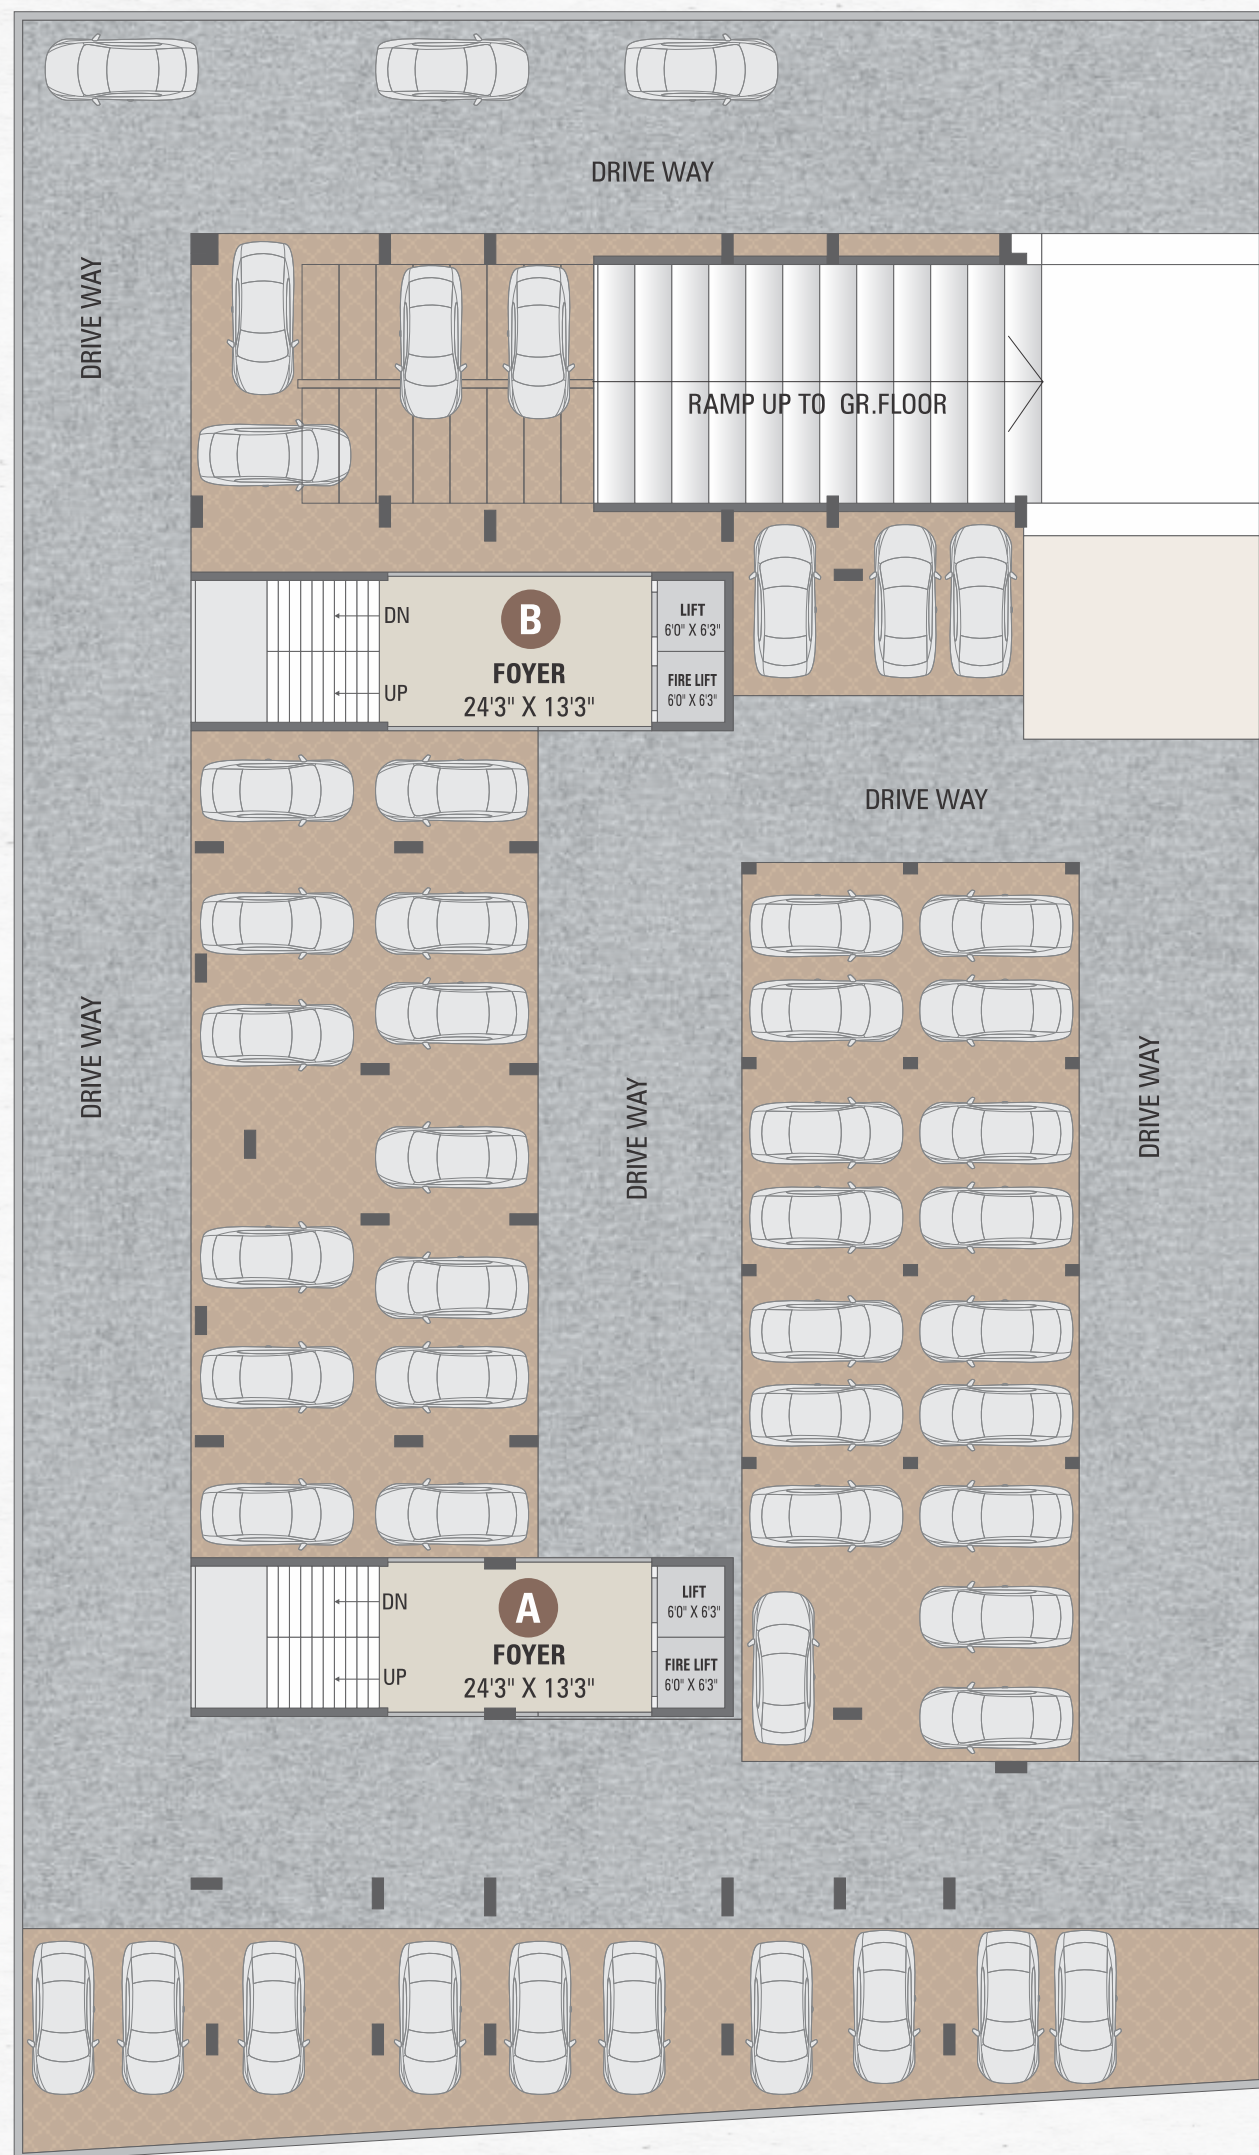 DRIVE WAY
DRIVE WAY
RAMP UP TO GR.FLOOR
DN
UP
B
FOYER
24'3" X 13'3"
LIFT
6'0" X 6'3"
FIRE LIFT
6'0" X 6'3"
DRIVE WAY
DRIVE WAY
DRIVE WAY
DRIVE WAY
DN
UP
A
FOYER
24'3" X 13'3"
LIFT
6'0" X 6'3"
FIRE LIFT
6'0" X 6'3"